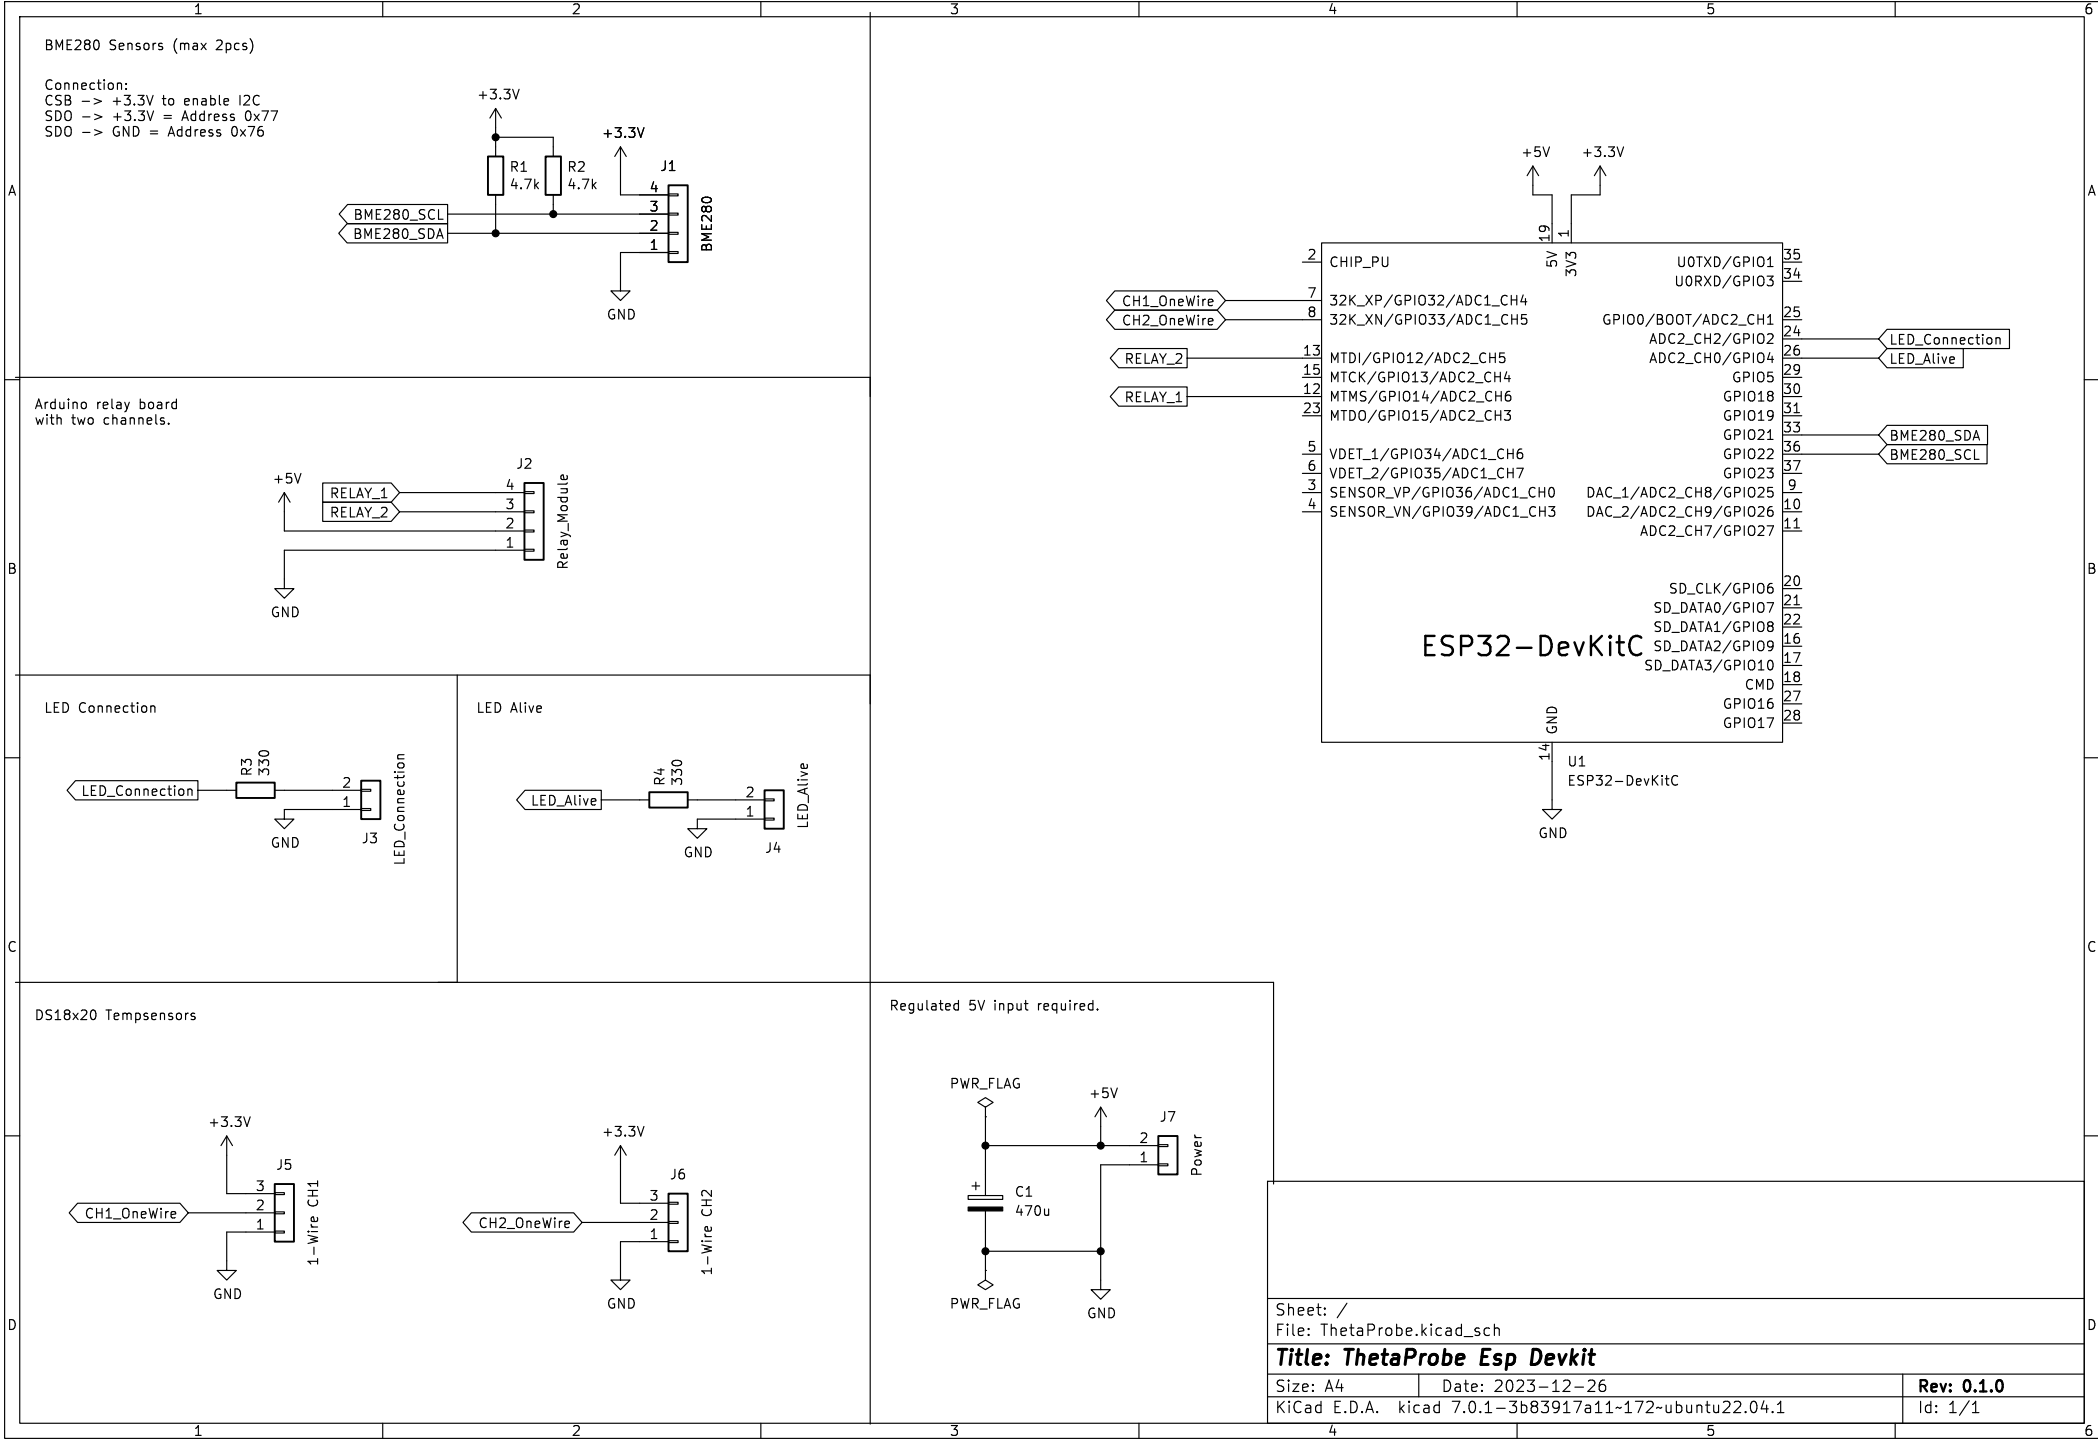 1 2 3 4 5 6
BME280 Sensors (max 2pcs)
Connection:
CSB -> +3.3V to enable I2C
SDO -> +3.3V = Address 0x77
SDO -> GND = Address 0x76
+3.3V
+3.3V
R1
4.7k
R2
4.7k
J1
4
3
2
1
BME280
BME280_SCL
BME280_SDA
GND
A
A
Arduino relay board
with two channels.
+5V
RELAY_1
RELAY_2
J2
4
3
2
1
Relay_Module
GND
B
B
LED Connection
R3
330
LED_Connection
2
1
GND
J3
LED_Connection
LED Alive
R4
330
LED_Alive
2
1
GND
J4
LED_Alive
C
C
DS18x20 Tempsensors
+3.3V
J5
3
2
1
CH1_OneWire
1-Wire CH1
GND
+3.3V
J6
3
2
1
CH2_OneWire
1-Wire CH2
GND
Regulated 5V input required.
PWR_FLAG
+5V
J7
2
1
Power
+
C1
470u
PWR_FLAG
GND
D
D
+5V
+3.3V
19
1
5V
3V3
2 CHIP_PU
CH1_OneWire 7 32K_XP/GPIO32/ADC1_CH4
CH2_OneWire 8 32K_XN/GPIO33/ADC1_CH5
RELAY_2 13 MTDI/GPIO12/ADC2_CH5
15 MTCK/GPIO13/ADC2_CH4
RELAY_1 12 MTMS/GPIO14/ADC2_CH6
23 MTDO/GPIO15/ADC2_CH3
5 VDET_1/GPIO34/ADC1_CH6
6 VDET_2/GPIO35/ADC1_CH7
3 SENSOR_VP/GPIO36/ADC1_CH0
4 SENSOR_VN/GPIO39/ADC1_CH3
U0TXD/GPIO1 35
U0RXD/GPIO3 34
GPIO0/BOOT/ADC2_CH1 25
ADC2_CH2/GPIO2 24 LED_Connection
ADC2_CH0/GPIO4 26 LED_Alive
GPIO5 29
GPIO18 30
GPIO19 31
GPIO21 33 BME280_SDA
GPIO22 36 BME280_SCL
GPIO23 37
DAC_1/ADC2_CH8/GPIO25 9
DAC_2/ADC2_CH9/GPIO26 10
ADC2_CH7/GPIO27 11
SD_CLK/GPIO6 20
SD_DATA0/GPIO7 21
SD_DATA1/GPIO8 22
SD_DATA2/GPIO9 16
SD_DATA3/GPIO10 17
CMD 18
GPIO16 27
GPIO17 28
ESP32-DevKitC
GND
14
U1
ESP32-DevKitC
GND
Sheet: /
File: ThetaProbe.kicad_sch
Title: ThetaProbe Esp Devkit
Size: A4 Date: 2023-12-26 Rev: 0.1.0
KiCad E.D.A. kicad 7.0.1-3b83917a11~172~ubuntu22.04.1 Id: 1/1
1 2 3 4 5 6